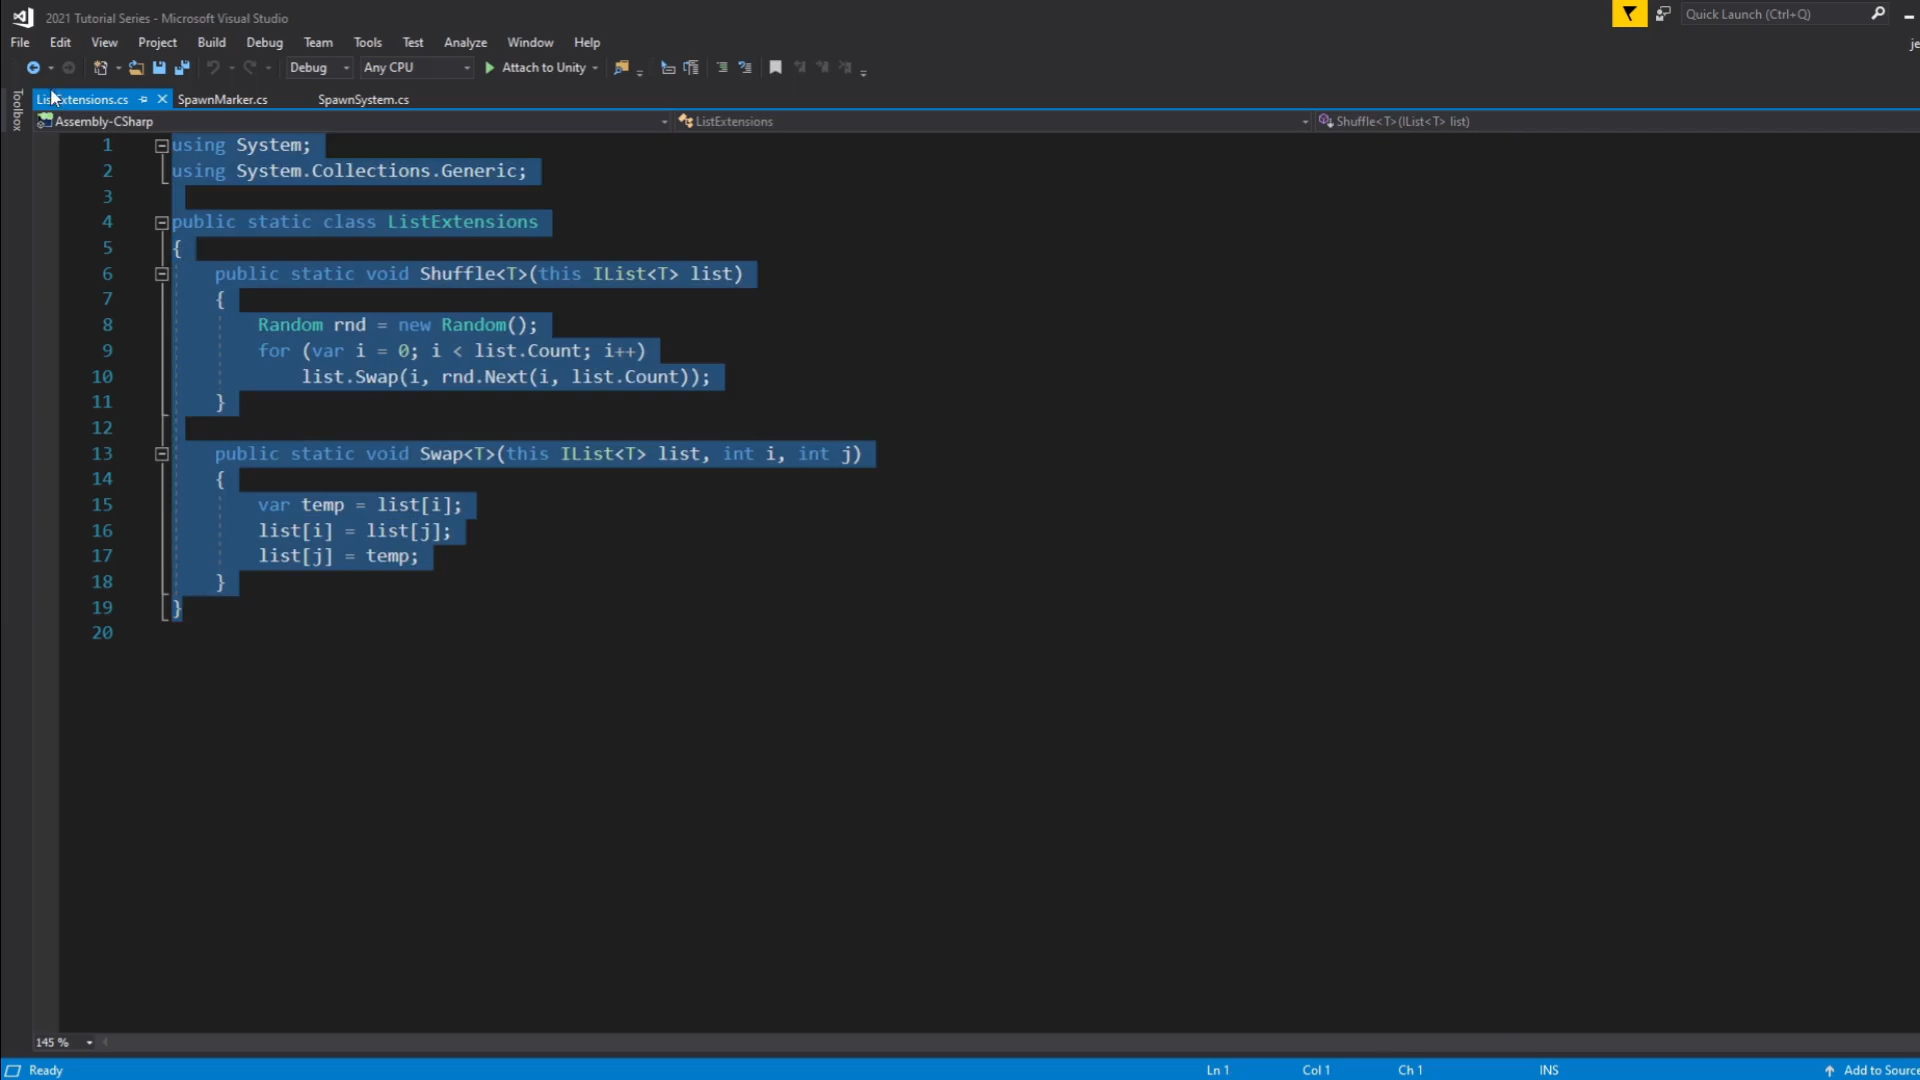 2021 Tutorial Series - Microsoft Visual Studio
Quick Launch (Ctrl+Q)
File Edit View Project Build Debug Team Tools Test Analyze Window Help
je
Debug Any CPU Attach to Unity
ListExtensions.cs SpawnMarker.cs SpawnSystem.cs
Toolbox
Assembly-CSharp ListExtensions Shuffle<T>(IList<T> list)
1 using System;
2 using System.Collections.Generic;
3
4 public static class ListExtensions
5 {
6 public static void Shuffle<T>(this IList<T> list)
7 {
8 Random rnd = new Random();
9 for (var i = 0; i < list.Count; i++)
10 list.Swap(i, rnd.Next(i, list.Count));
11 }
12
13 public static void Swap<T>(this IList<T> list, int i, int j)
14 {
15 var temp = list[i];
16 list[i] = list[j];
17 list[j] = temp;
18 }
19 }
20
145 %
Ready Ln 1 Col 1 Ch 1 INS Add to Source